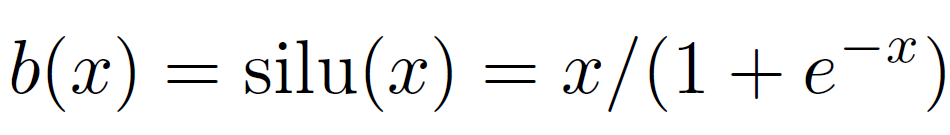 b(x) = silu(x) = x/(1 + e^{-x})